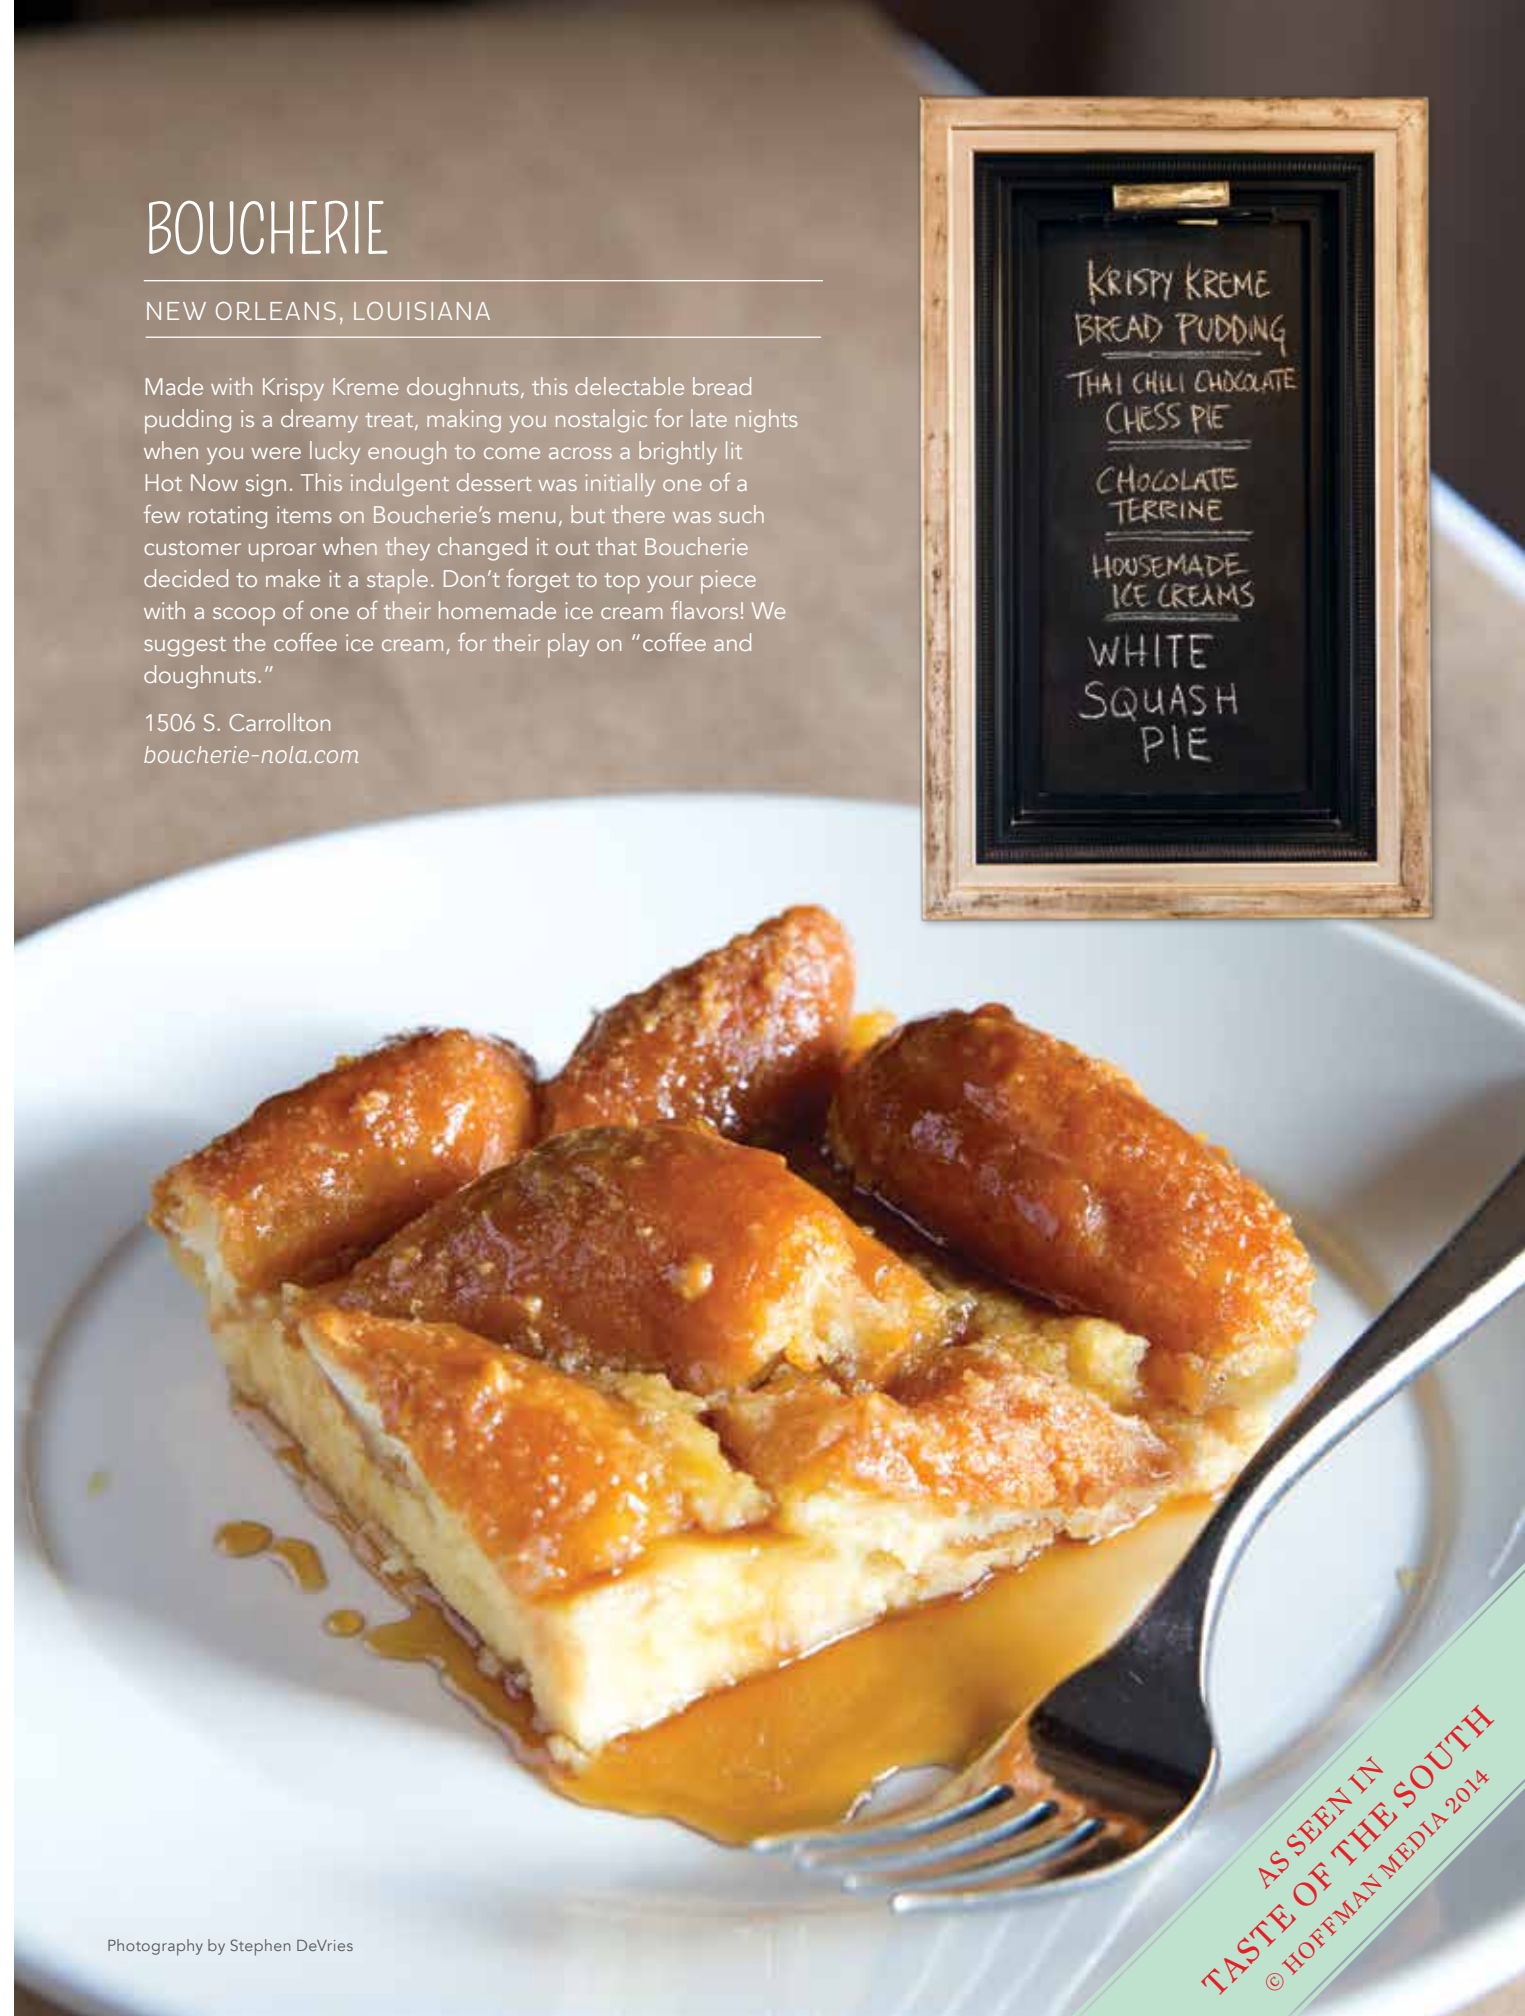 BOUCHERIE
NEW ORLEANS, LOUISIANA
Made with Krispy Kreme doughnuts, this delectable bread
pudding is a dreamy treat, making you nostalgic for late nights
when you were lucky enough to come across a brightly lit
Hot Now sign. This indulgent dessert was initially one of a
few rotating items on Boucherie’s menu, but there was such
customer uproar when they changed it out that Boucherie
decided to make it a staple. Don’t forget to top your piece
with a scoop of one of their homemade ice cream flavors! We
suggest the coffee ice cream, for their play on “coffee and
doughnuts.”
1506 S. Carrollton
boucherie-nola.com
KRISPY KREME
BREAD PUDDING
THAI CHILI CHOCOLATE
CHESS PIE
CHOCOLATE
TERRINE
HOUSEMADE
ICE CREAMS
WHITE
SQUASH
PIE
Photography by Stephen DeVries
AS SEEN IN
TASTE OF THE SOUTH
© HOFFMAN MEDIA 2014